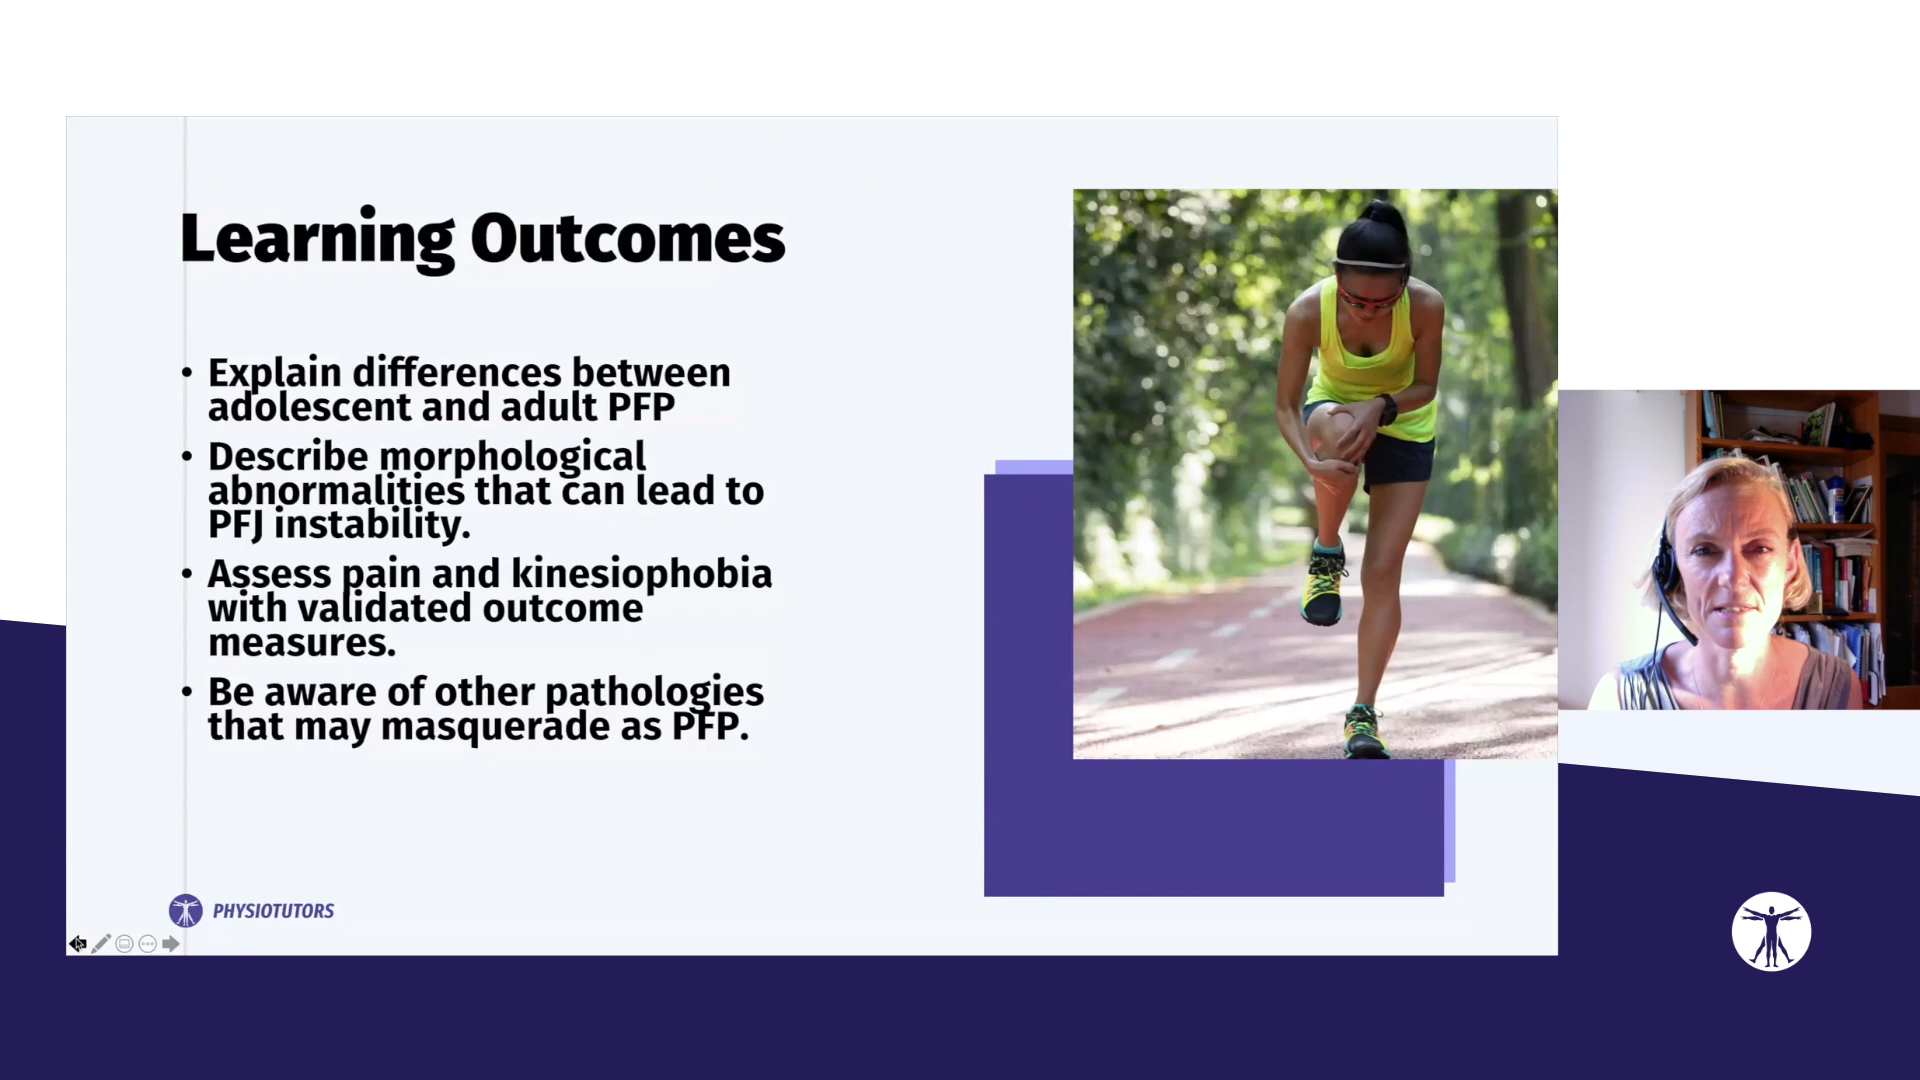 Learning Outcomes
• Explain differences between
adolescent and adult PFP
• Describe morphological
abnormalities that can lead to
PFJ instability.
• Assess pain and kinesiophobia
with validated outcome
measures.
• Be aware of other pathologies
that may masquerade as PFP.
PHYSIOTUTORS